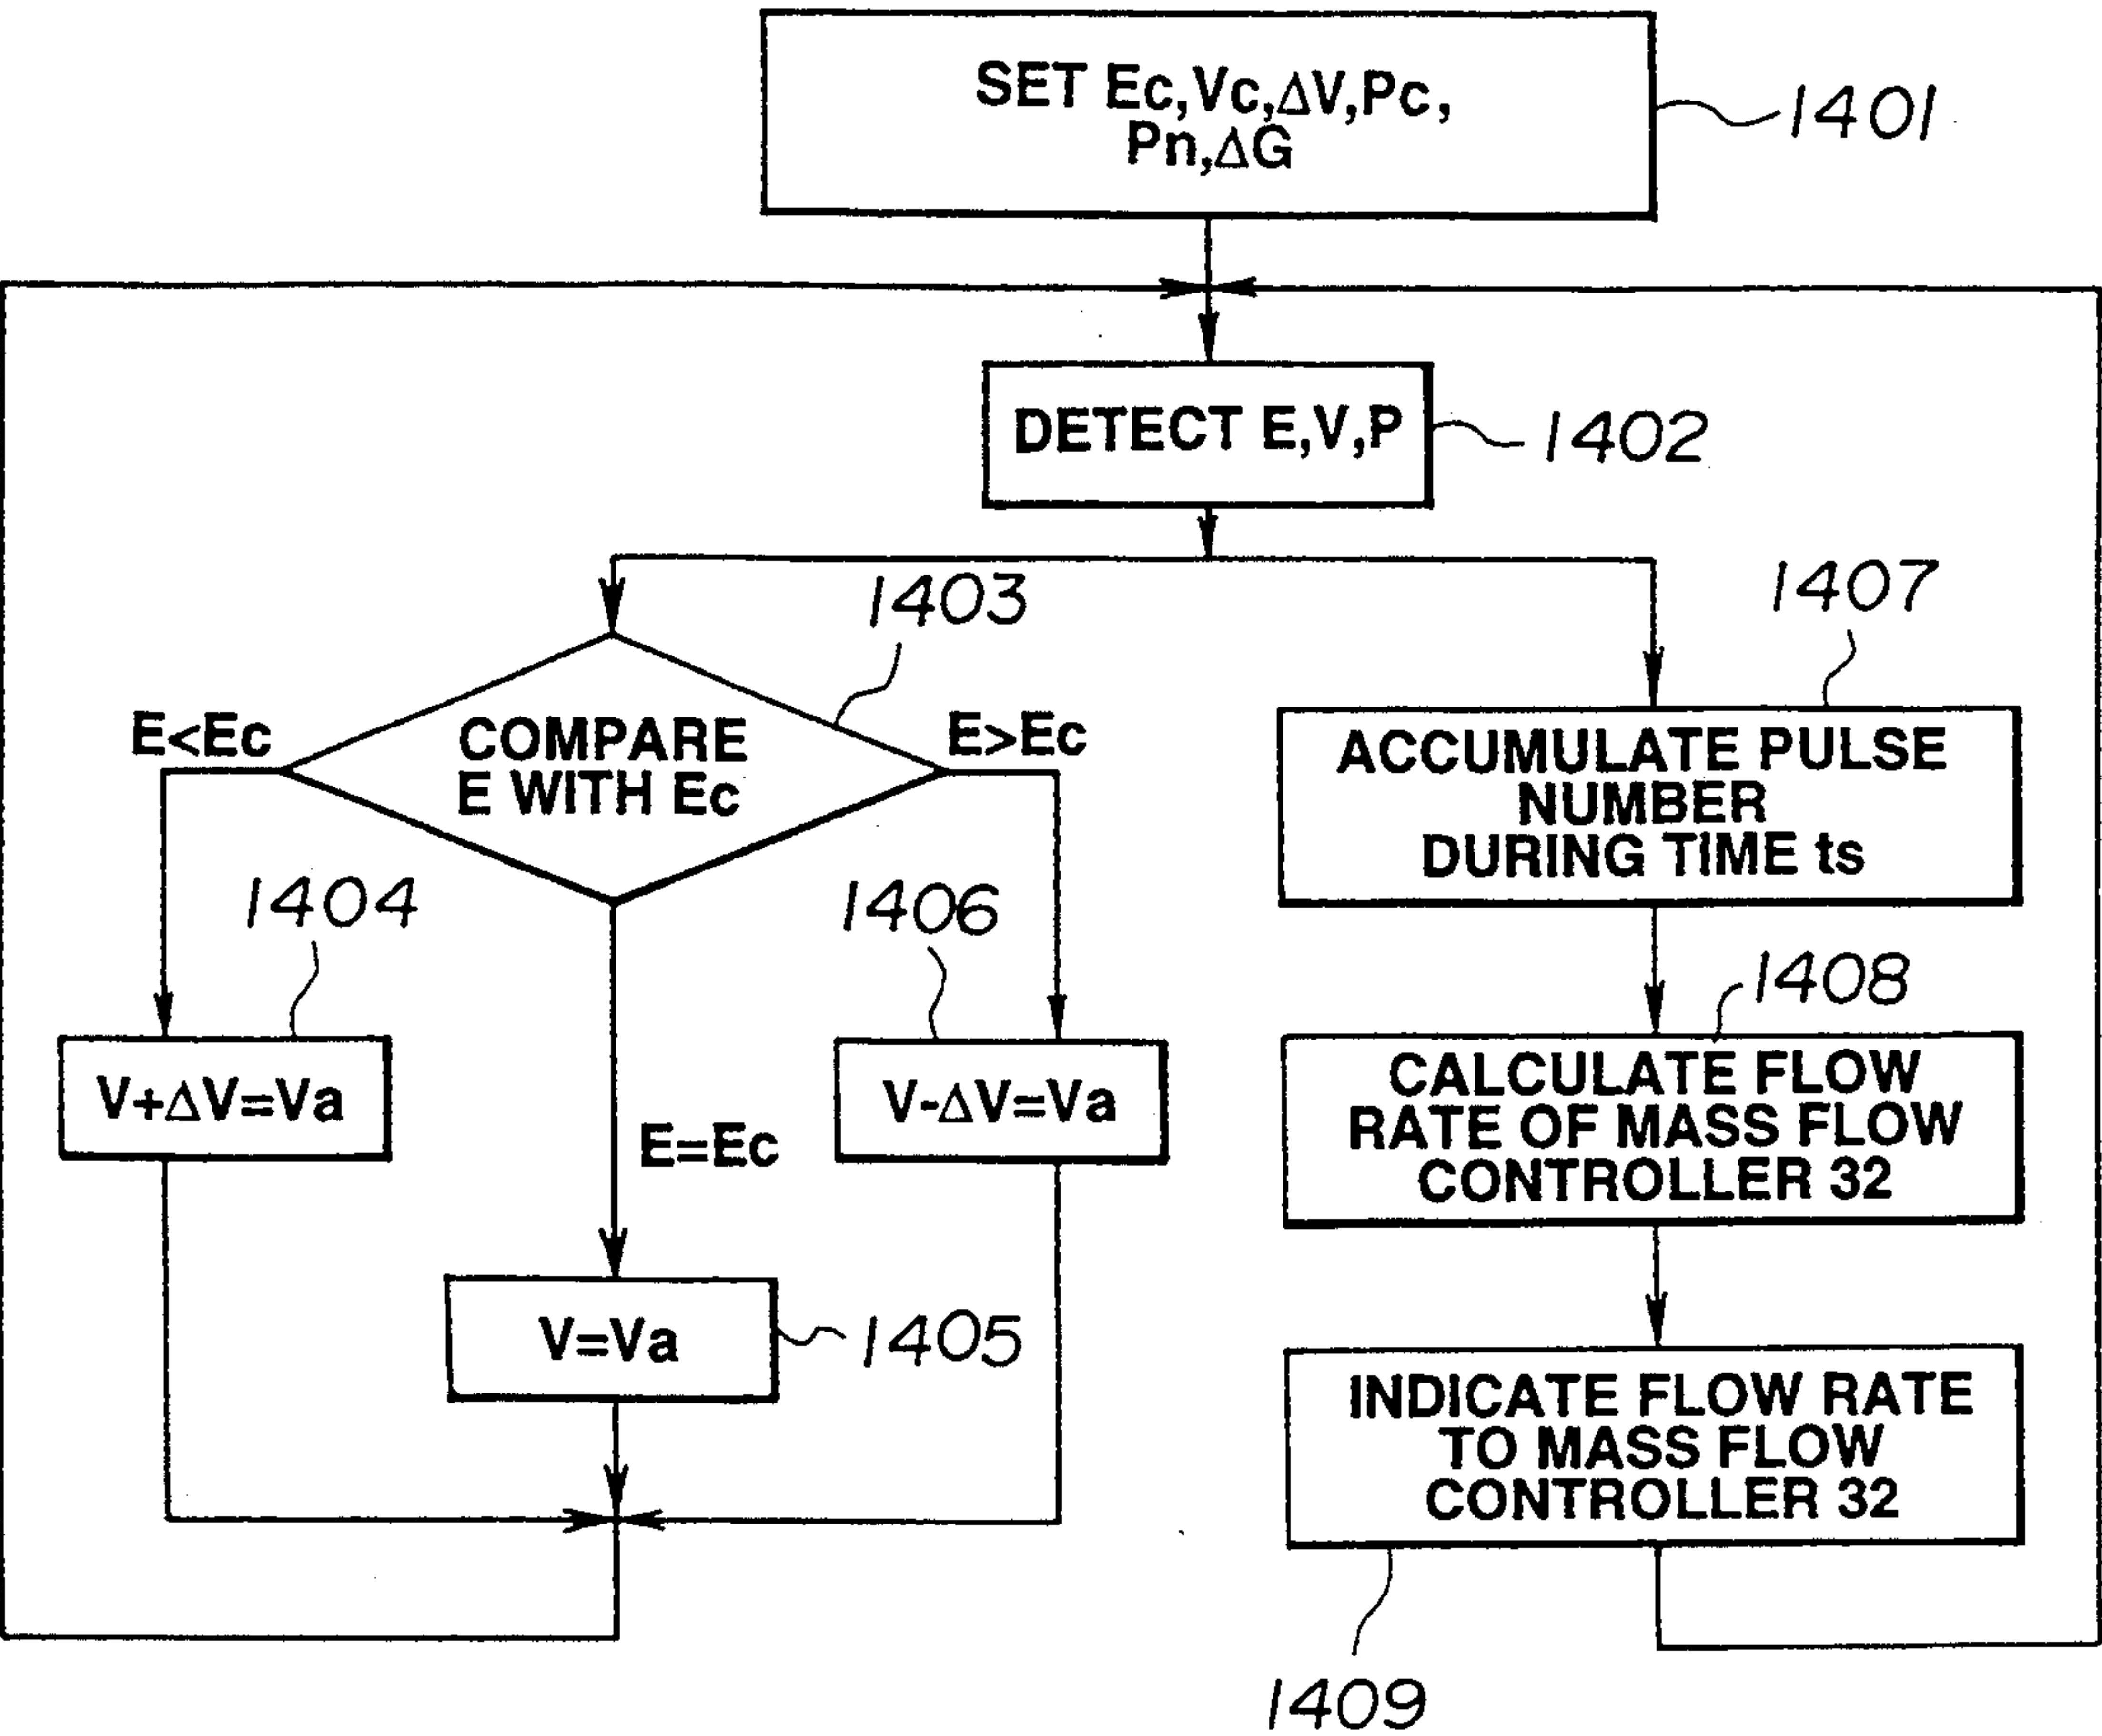 SET Ec,Vc,ΔV,Pc,
Pn,ΔG
1401
DETECT E,V,P
1402
1403
COMPARE
E WITH Ec
E<Ec
E>Ec
E=Ec
1404
V+ΔV=Va
1406
V-ΔV=Va
V=Va
1405
1407
ACCUMULATE PULSE
NUMBER
DURING TIME ts
1408
CALCULATE FLOW
RATE OF MASS FLOW
CONTROLLER 32
INDICATE FLOW RATE
TO MASS FLOW
CONTROLLER 32
1409